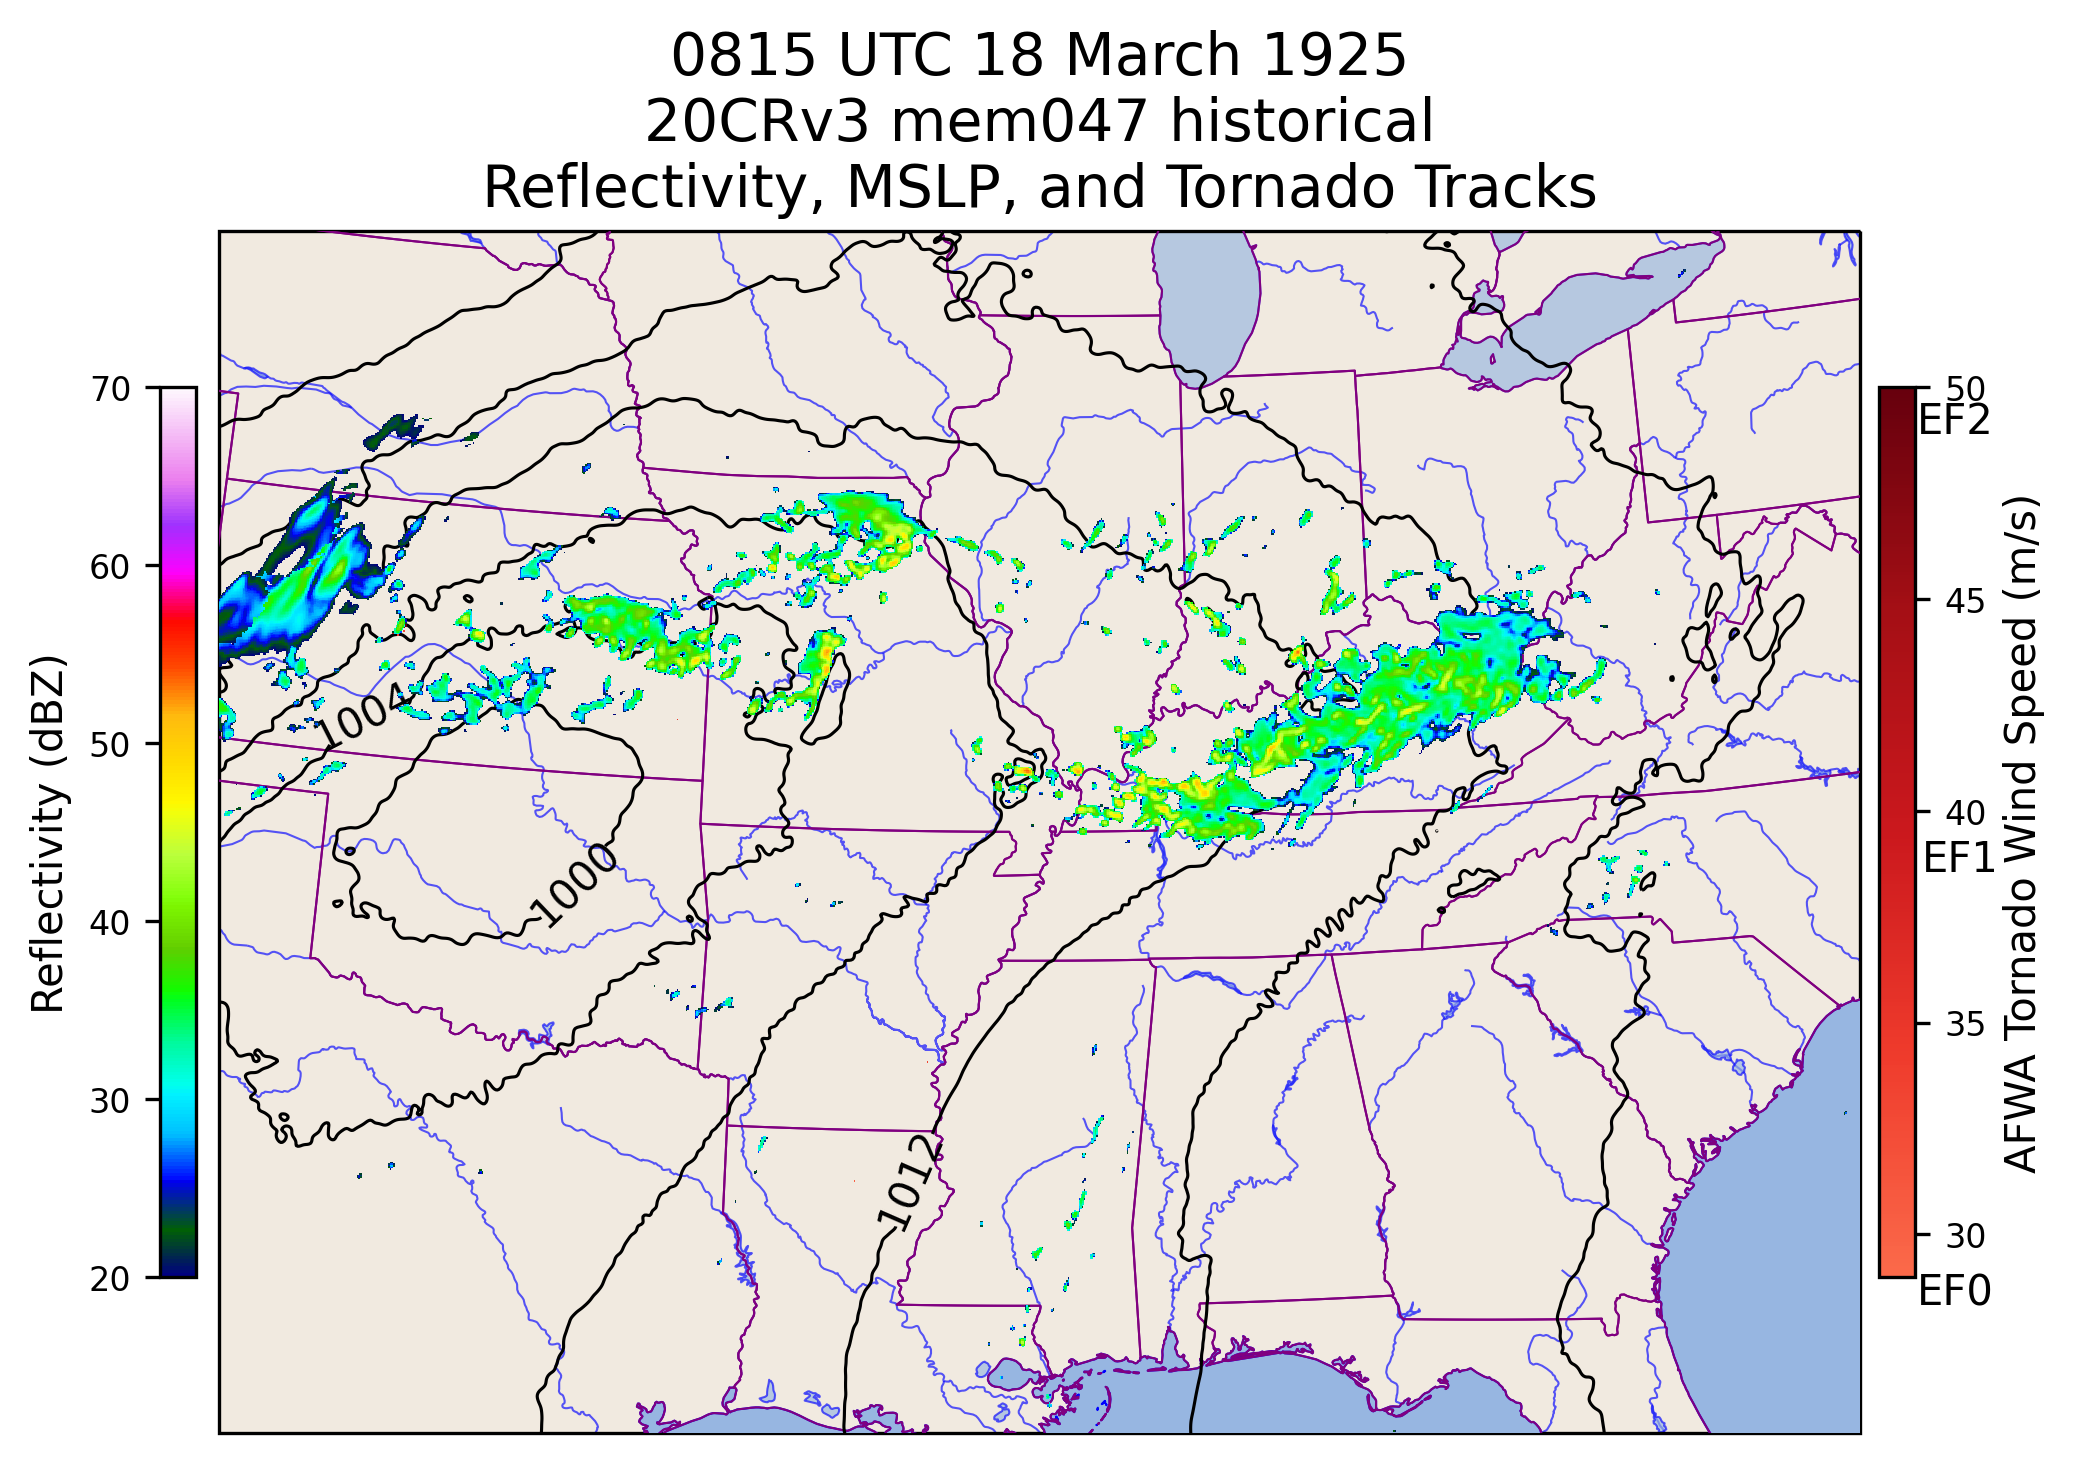 0815 UTC 18 March 1925
20CRv3 mem047 historical
Reflectivity, MSLP, and Tornado Tracks
70
60
50
40
30
20
Reflectivity (dBZ)
1004
1000
1012
50
EF2
45
40
EF1
35
30
EF0
AFWA Tornado Wind Speed (m/s)